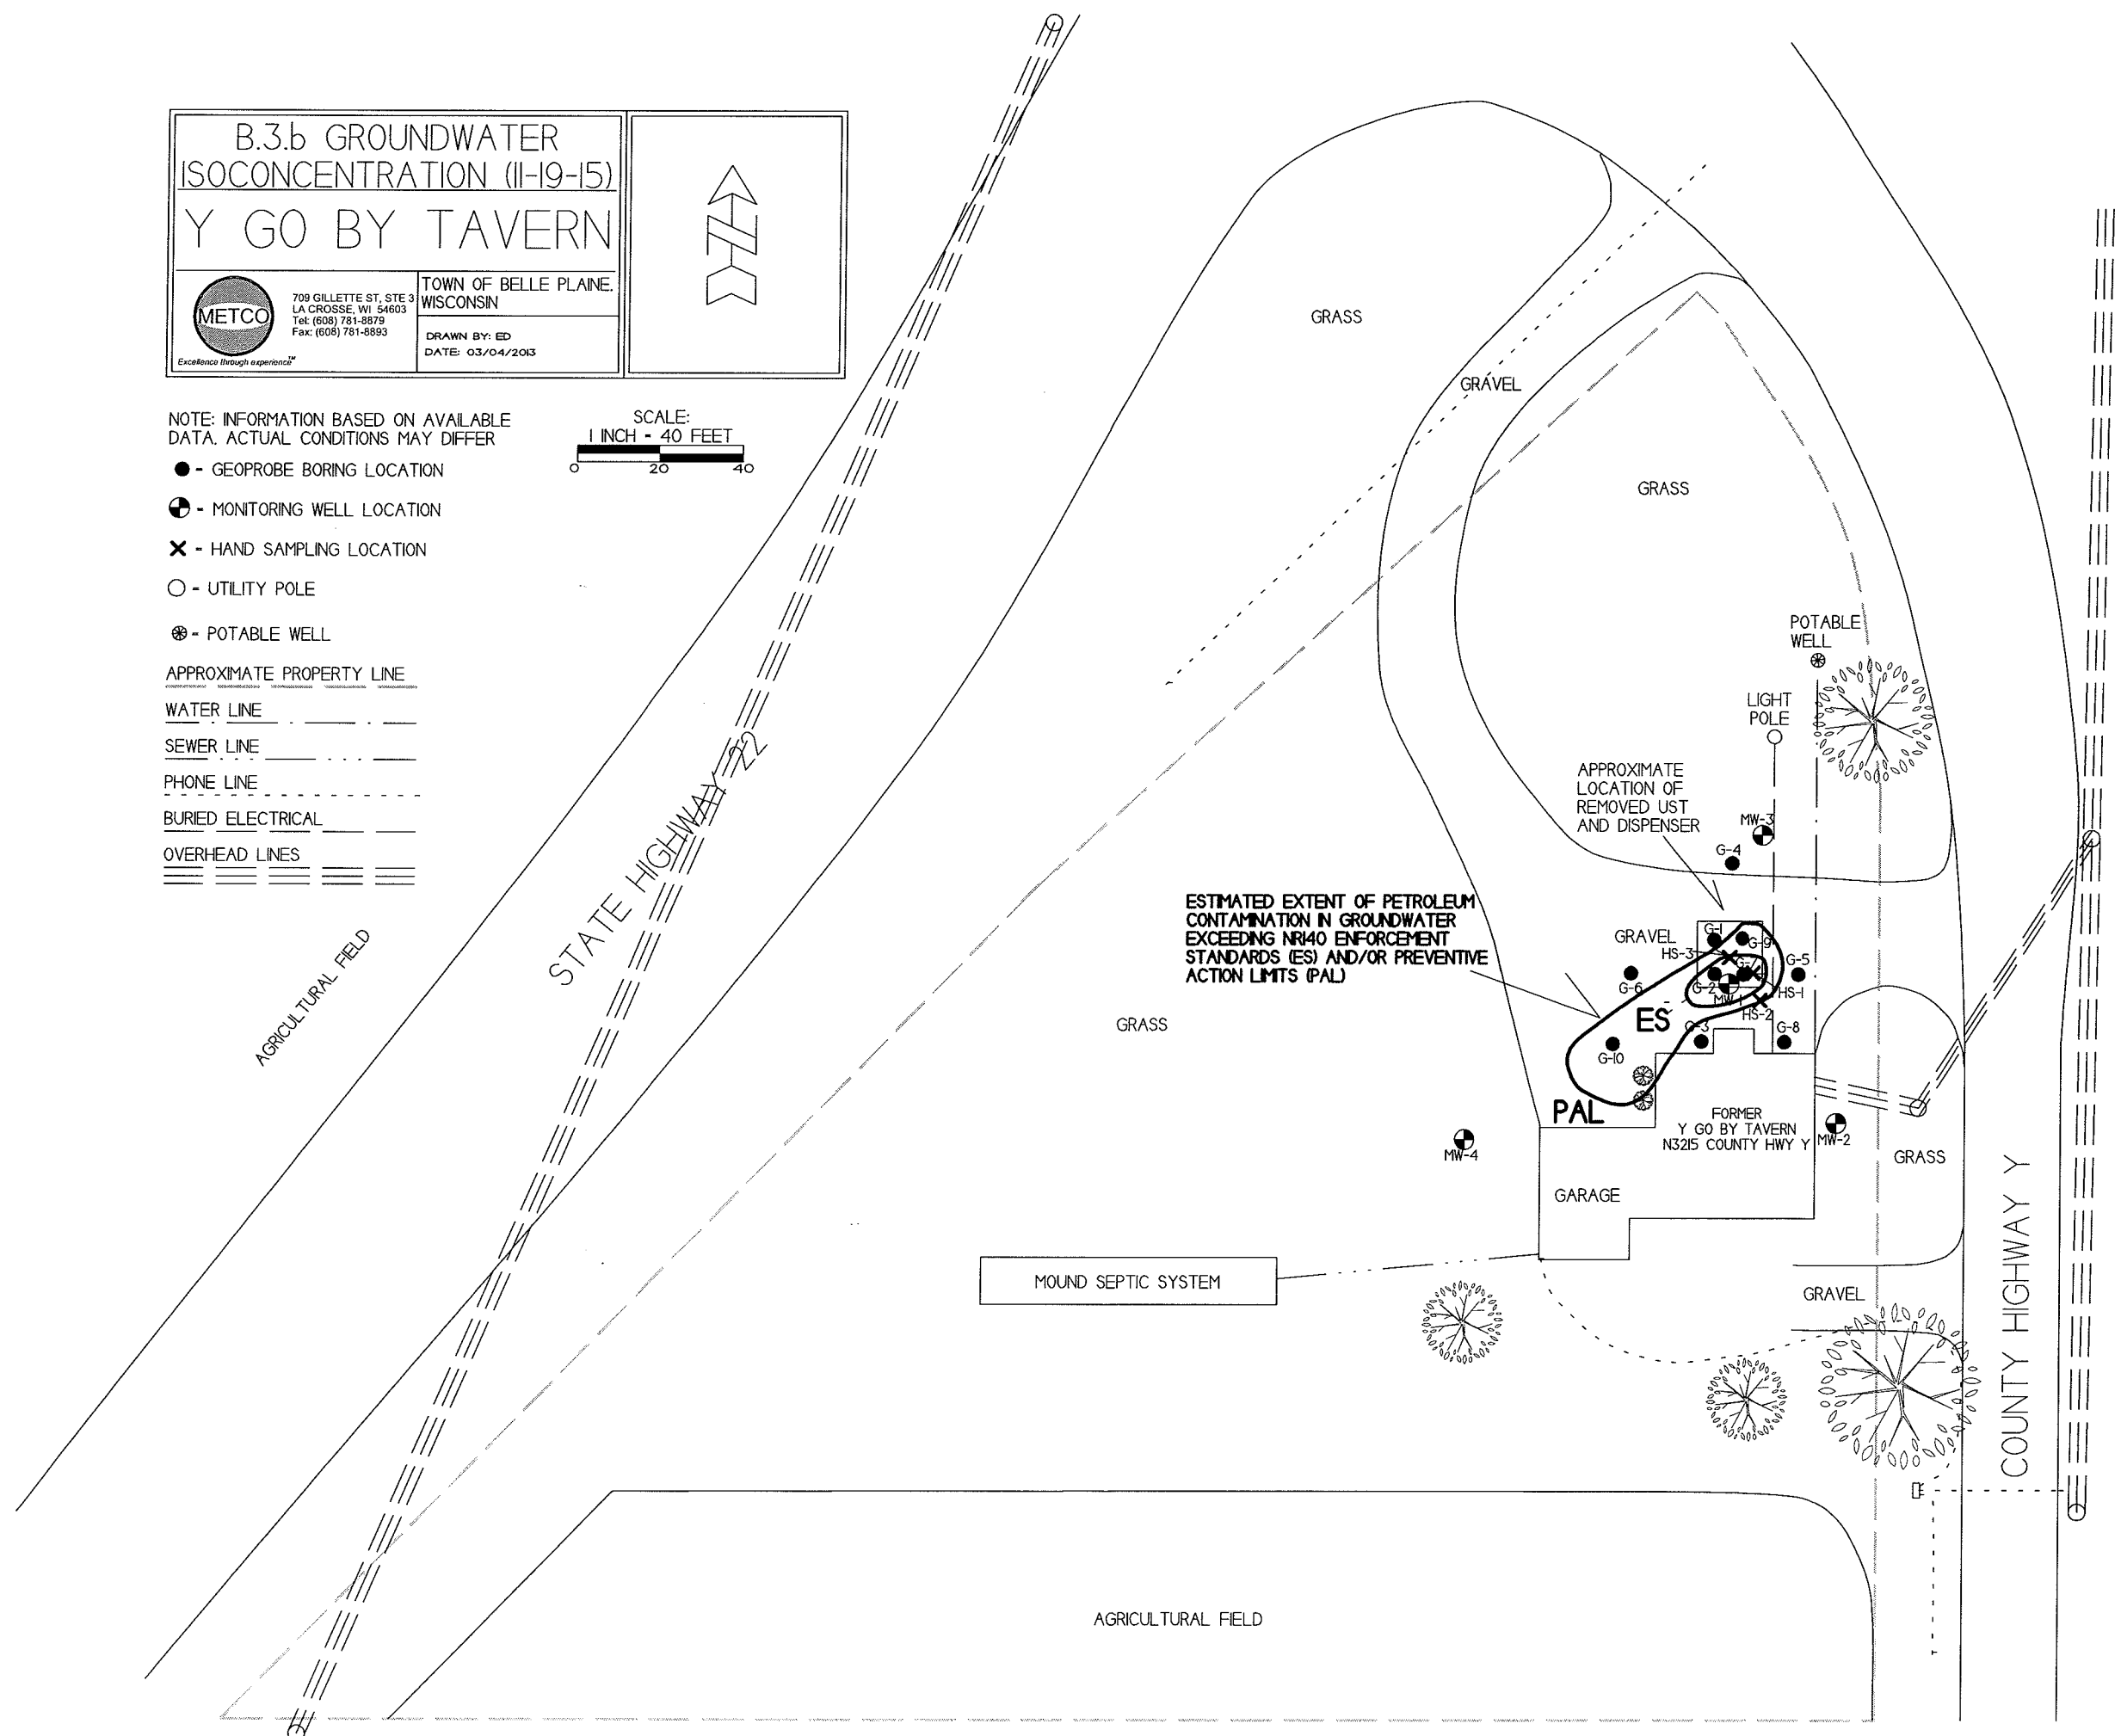 B.3.b GROUNDWATER
ISOCONCENTRATION (11-19-15)
Y GO BY TAVERN
METCO
Excellence through experience™
709 GILLETTE ST, STE 3
LA CROSSE, WI 54603
Tel: (608) 781-8879
Fax: (608) 781-8893
TOWN OF BELLE PLAINE,
WISCONSIN
DRAWN BY: ED
DATE: 03/04/2013
NOTE: INFORMATION BASED ON AVAILABLE
DATA. ACTUAL CONDITIONS MAY DIFFER
SCALE:
1 INCH - 40 FEET
0 20 40
- GEOPROBE BORING LOCATION
- MONITORING WELL LOCATION
- HAND SAMPLING LOCATION
- UTILITY POLE
- POTABLE WELL
APPROXIMATE PROPERTY LINE
WATER LINE
SEWER LINE
PHONE LINE
BURIED ELECTRICAL
OVERHEAD LINES
AGRICULTURAL FIELD
STATE HIGHWAY 22
GRASS
GRAVEL
GRASS
POTABLE
WELL
LIGHT
POLE
APPROXIMATE
LOCATION OF
REMOVED UST
AND DISPENSER
MW-3
G-4
ESTIMATED EXTENT OF PETROLEUM
CONTAMINATION IN GROUNDWATER
EXCEEDING NR140 ENFORCEMENT
STANDARDS (ES) AND/OR PREVENTIVE
ACTION LIMITS (PAL)
GRAVEL
G-1
G-9
HS-3
G-7
G-5
G-6
G-2
HS-1
MW-1
HS-2
ES
G-3
G-8
G-10
GRASS
PAL
FORMER
Y GO BY TAVERN
N3215 COUNTY HWY Y
MW-2
MW-4
GRASS
GARAGE
MOUND SEPTIC SYSTEM
GRAVEL
COUNTY HIGHWAY Y
AGRICULTURAL FIELD